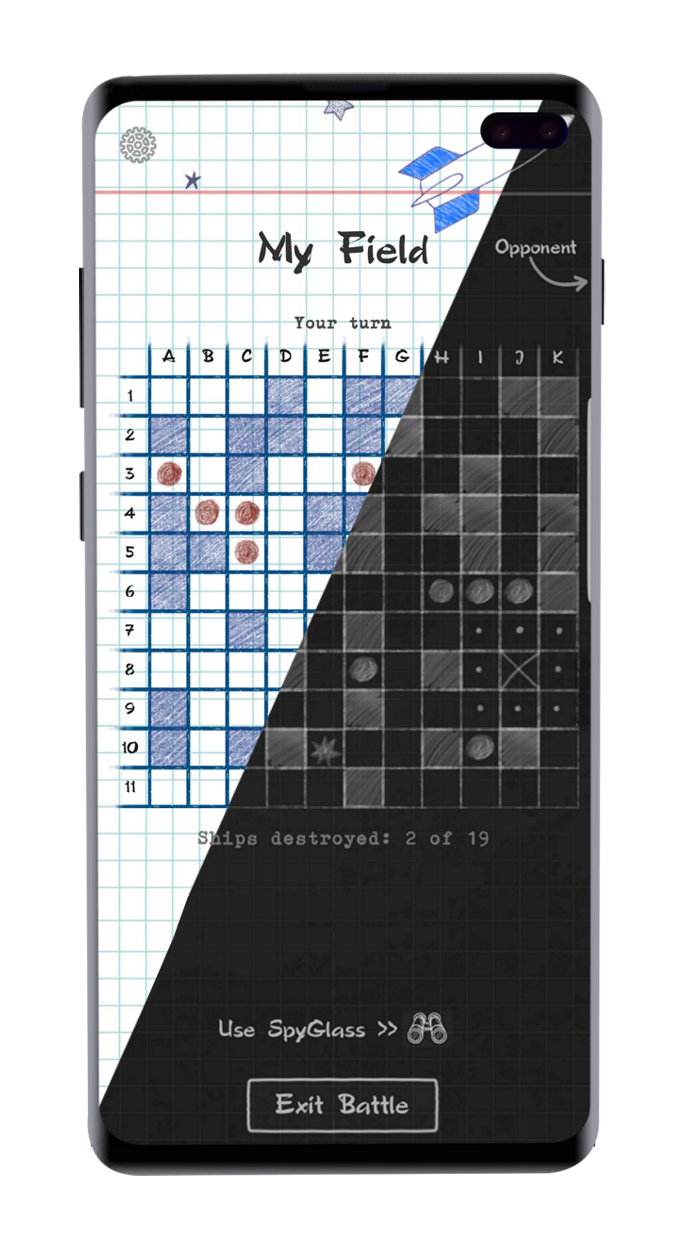 My Field
Opponent
Your turn
A B C D E F G H I J K
1
2
3
4
5
6
7
8
9
10
11
Ships destroyed: 2 of 19
Use SpyGlass >>
Exit Battle